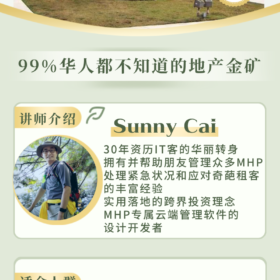 99%华人都不知道的地产金矿
讲师介绍
Sunny Cai
30年资历IT客的华丽转身
拥有并帮助朋友管理众多MHP
处理紧急状况和应对奇葩租客
的丰富经验
实用落地的跨界投资理念
MHP专属云端管理软件的
设计开发者